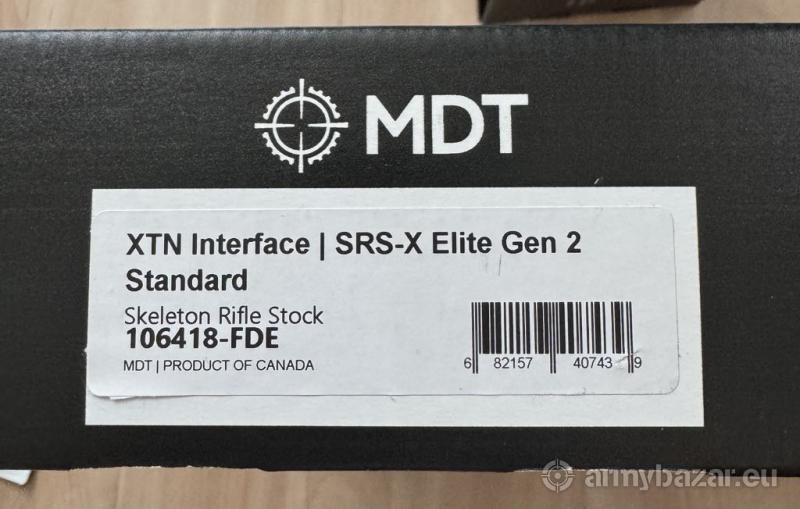 MDT
XTN Interface | SRS-X Elite Gen 2
Standard
Skeleton Rifle Stock
106418-FDE
MDT | PRODUCT OF CANADA
6 82157 40743 9
armybazar.eu